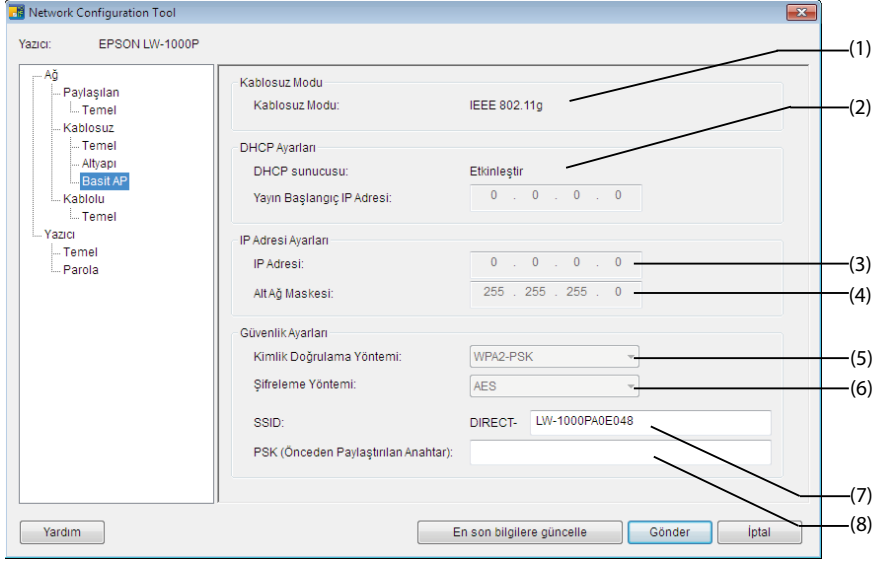 Network Configuration Tool
Yazıcı: EPSON LW-1000P
Ağ
Paylaşılan
Temel
Kablosuz
Temel
Altyapı
Basit AP
Kablolu
Temel
Yazıcı
Temel
Parola
Kablosuz Modu
Kablosuz Modu: IEEE 802.11g
(1)
DHCP Ayarları
DHCP sunucusu: Etkinleştir
(2)
Yayın Başlangıç IP Adresi: 0 . 0 . 0 . 0
IP Adresi Ayarları
IP Adresi: 0 . 0 . 0 . 0
(3)
Alt Ağ Maskesi: 255 . 255 . 255 . 0
(4)
Güvenlik Ayarları
Kimlik Doğrulama Yöntemi: WPA2-PSK
(5)
Şifreleme Yöntemi: AES
(6)
SSID: DIRECT- LW-1000PA0E048
(7)
PSK (Önceden Paylaştırılan Anahtar):
(8)
Yardım
En son bilgilere güncelle
Gönder
İptal